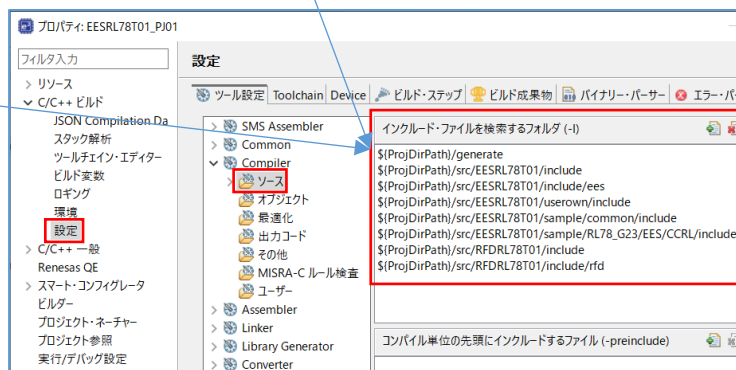 プロパティ: EESRL78T01_PJ01
フィルタ入力
リソース
C/C++ ビルド
JSON Compilation Da
スタック解析
ツールチェイン・エディター
ビルド変数
ロギング
環境
設定
C/C++ 一般
Renesas QE
スマート・コンフィグレータ
ビルダー
プロジェクト・ネーチャー
プロジェクト参照
実行/デバッグ設定
設定
ツール設定 Toolchain Device ビルド・ステップ ビルド成果物 バイナリー・パーサー エラー・パ
SMS Assembler
Common
Compiler
ソース
オブジェクト
最適化
出力コード
その他
MISRA-C ルール検査
ユーザー
Assembler
Linker
Library Generator
Converter
インクルード・ファイルを検索するフォルダ (-I)
${ProjDirPath}/generate
${ProjDirPath}/src/EESRL78T01/include
${ProjDirPath}/src/EESRL78T01/include/ees
${ProjDirPath}/src/EESRL78T01/userown/include
${ProjDirPath}/src/EESRL78T01/sample/common/include
${ProjDirPath}/src/EESRL78T01/sample/RL78_G23/EES/CCRL/include
${ProjDirPath}/src/RFDRL78T01/include
${ProjDirPath}/src/RFDRL78T01/include/rfd
コンパイル単位の先頭にインクルードするファイル (-preinclude)